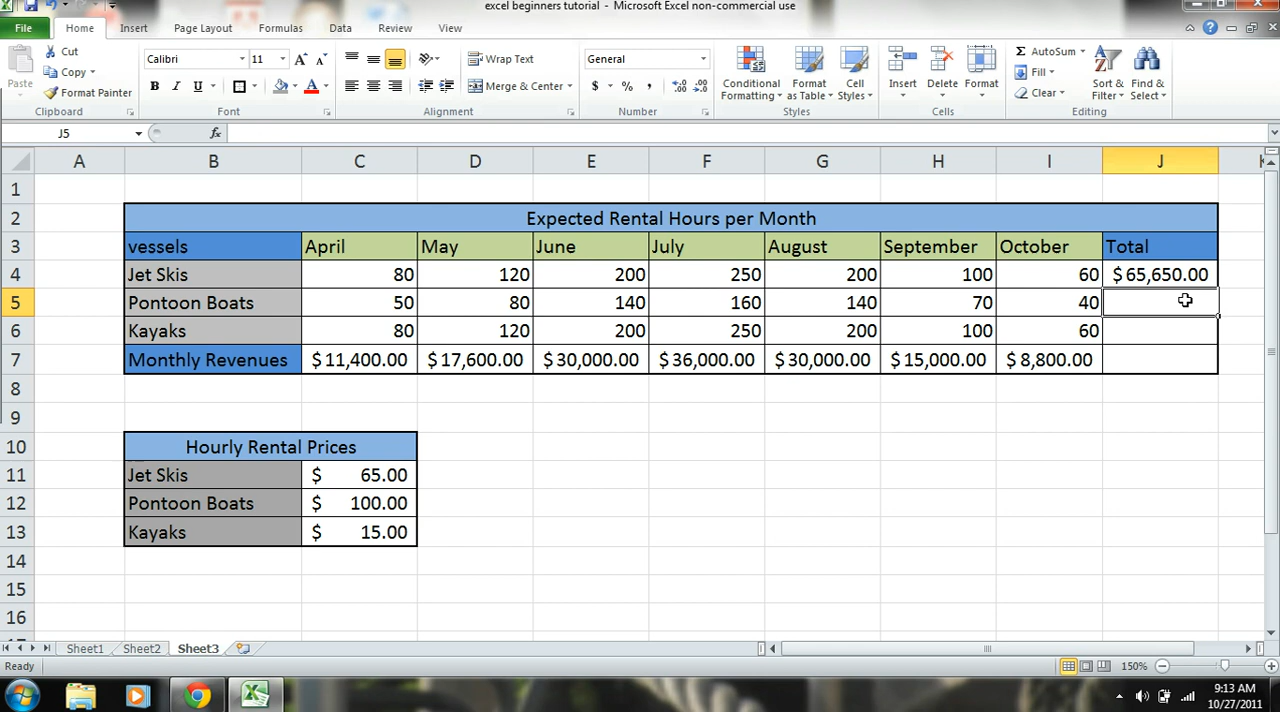 excel beginners tutorial - Microsoft Excel non-commercial use
File Home Insert Page Layout Formulas Data Review View
Paste Cut Copy Format Painter
Calibri 11 A A B I U A
Wrap Text Merge & Center
General $ % ,
Conditional Formatting Format as Table Cell Styles
Insert Delete Format
Σ AutoSum Fill Clear Sort & Filter Find & Select
Clipboard Font Alignment Number Styles Cells Editing
J5 fx
A B C D E F G H I J
1
2 Expected Rental Hours per Month
3 vessels April May June July August September October Total
4 Jet Skis 80 120 200 250 200 100 60 $65,650.00
5 Pontoon Boats 50 80 140 160 140 70 40
6 Kayaks 80 120 200 250 200 100 60
7 Monthly Revenues $11,400.00 $17,600.00 $30,000.00 $36,000.00 $30,000.00 $15,000.00 $8,800.00
8
9
10 Hourly Rental Prices
11 Jet Skis $ 65.00
12 Pontoon Boats $ 100.00
13 Kayaks $ 15.00
14
15
16
Sheet1 Sheet2 Sheet3
Ready 150%
9:13 AM
10/27/2011